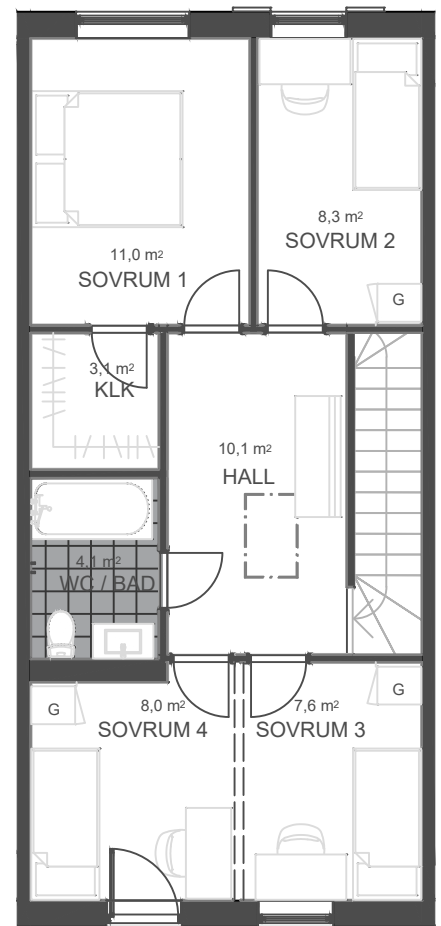 8,3 m²
SOVRUM 2
11,0 m²
SOVRUM 1
G
3,1 m²
KLK
10,1 m²
HALL
4,1 m²
WC / BAD
G
G
8,0 m²
SOVRUM 4
7,6 m²
SOVRUM 3